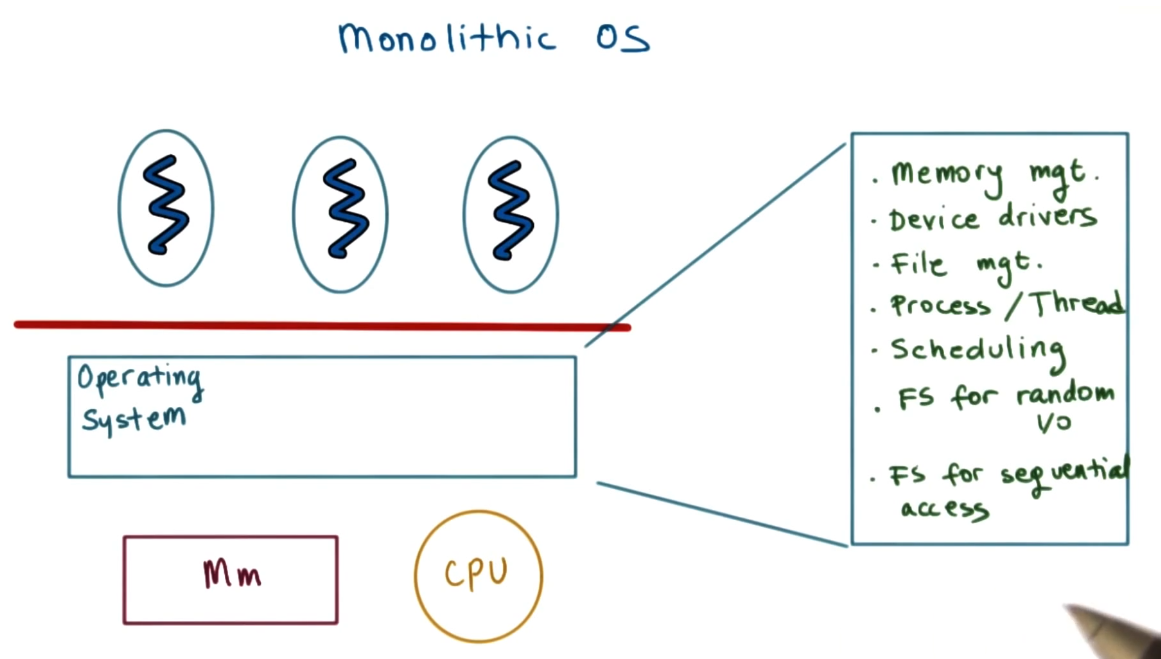 Monolithic OS
Operating
System
Mm
CPU
. Memory mgt.
. Device drivers
. File mgt.
. Process / Thread
. Scheduling
. FS for random
I/O
. FS for sequential
access